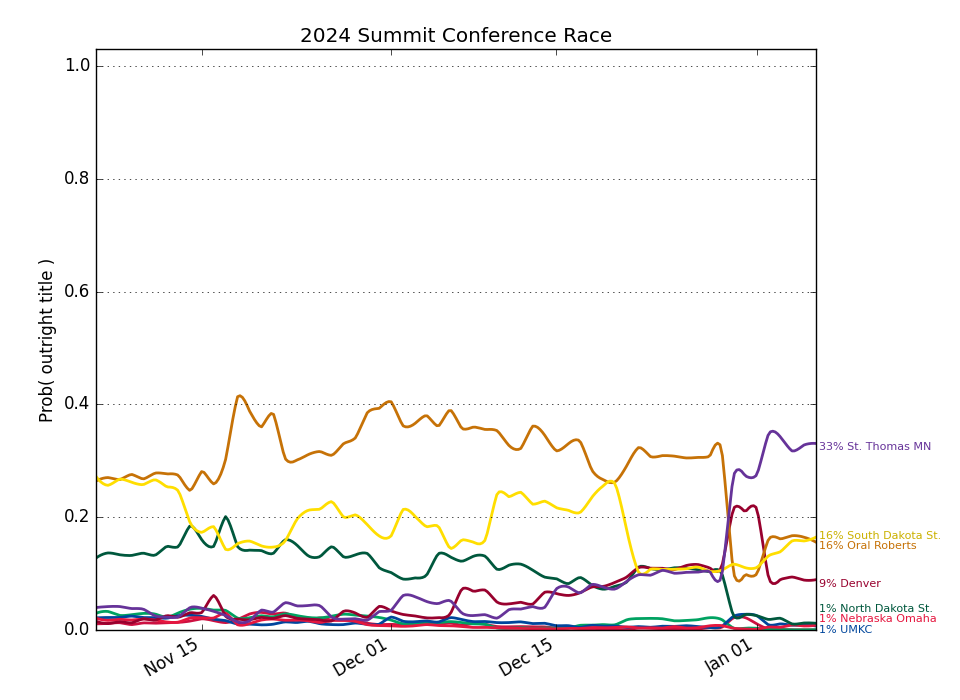 2024 Summit Conference Race
Prob( outright title )
1.0
0.8
0.6
0.4
0.2
0.0
Nov 15
Dec 01
Dec 15
Jan 01
33% St. Thomas MN
16% South Dakota St.
16% Oral Roberts
9% Denver
1% North Dakota St.
1% Nebraska Omaha
1% UMKC